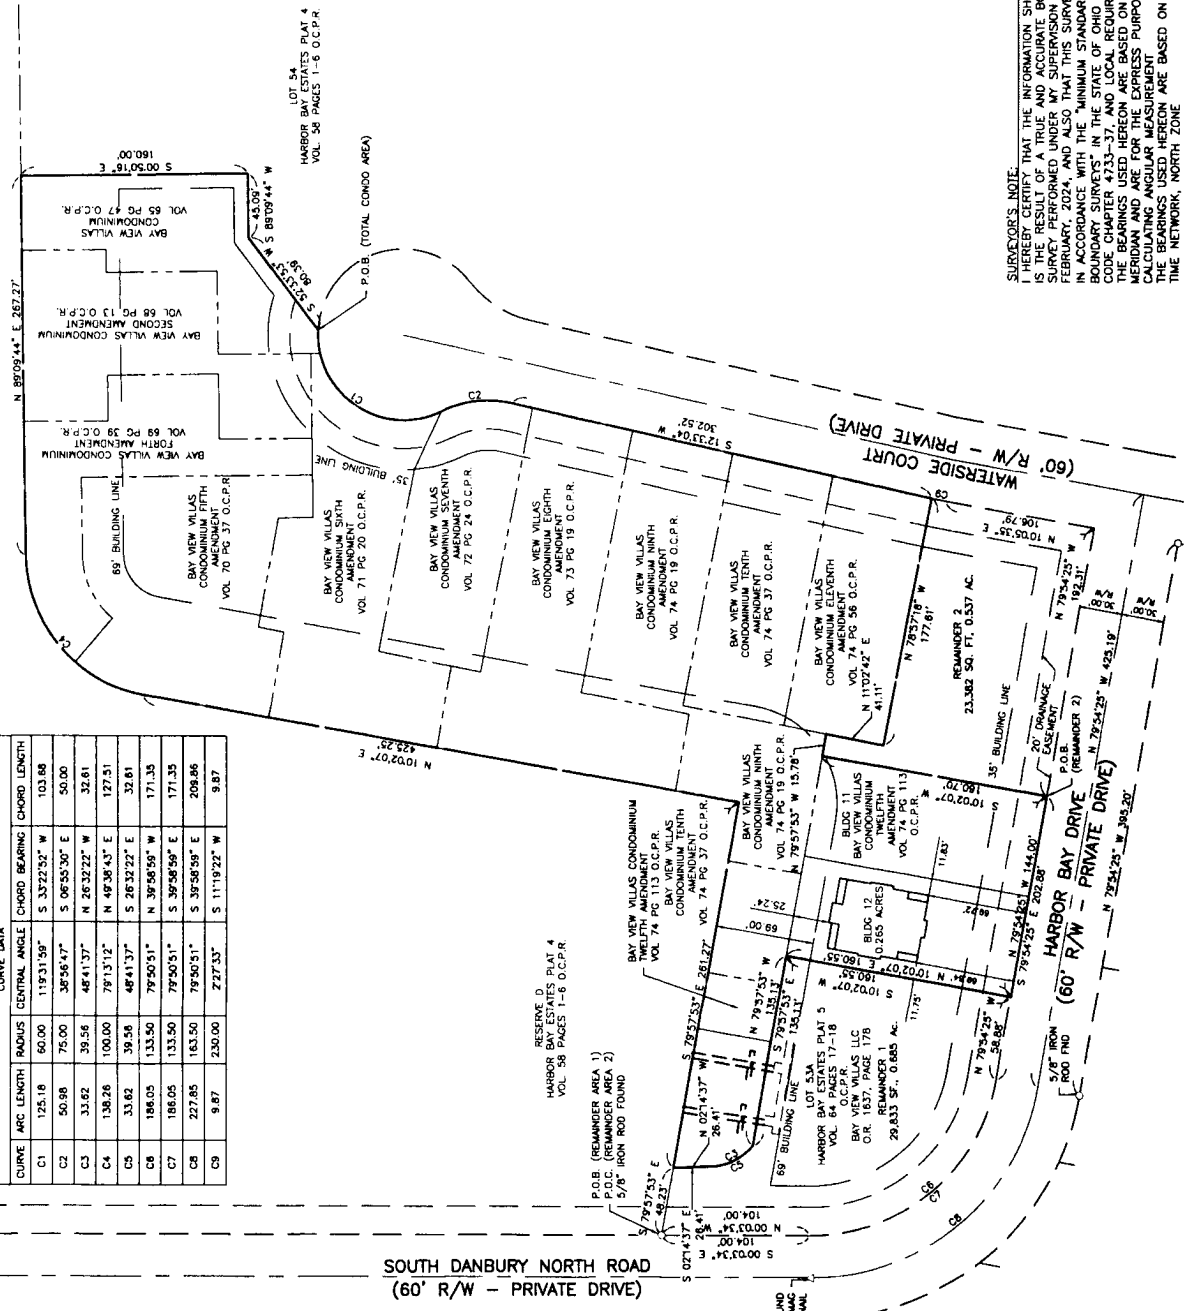 CURVE DATA
CURVE ARC LENGTH RADIUS CENTRAL ANGLE CHORD BEARING CHORD LENGTH
C1 125.18 60.00 119°31'59" S 33°22'52" W 103.68
C2 50.98 75.00 38°56'47" S 06°55'30" E 50.00
C3 33.62 39.56 48°41'37" N 26°32'22" W 32.61
C4 138.26 100.00 79°13'12" N 49°38'43" E 127.51
C5 33.62 39.56 48°41'37" S 26°32'22" E 32.61
C6 186.05 133.50 79°50'51" N 39°58'59" W 171.35
C7 186.05 133.50 79°50'51" S 39°58'59" E 171.35
C8 227.85 163.50 79°50'51" S 39°58'59" E 209.86
C9 9.87 230.00 2°27'33" S 11°19'22" W 9.87
LOT 54
HARBOR BAY ESTATES PLAT 4
VOL. 58 PAGES 1-6 O.C.P.R.
P.O.B. (TOTAL CONDO AREA)
N 89°09'44" E 267.27'
S 00°50'16" E
160.00'
45.09'
S 89°09'44" W
S 52°33'53" W
80.39'
BAY VIEW VILLAS
CONDOMINIUM
VOL 65 PG 47 O.C.P.R.
BAY VIEW VILLAS CONDOMINIUM
SECOND AMENDMENT
VOL 68 PG 13 O.C.P.R.
BAY VIEW VILLAS CONDOMINIUM
FORTH AMENDMENT
VOL 69 PG 39 O.C.P.R.
C1
C2
C4
69' BUILDING LINE
35' BUILDING LINE
BAY VIEW VILLAS
CONDOMINIUM FIFTH
AMENDMENT
VOL 70 PG 37 O.C.P.R
BAY VIEW VILLAS
CONDOMINIUM SIXTH
AMENDMENT
VOL 71 PG 20 O.C.P.R.
BAY VIEW VILLAS
CONDOMINIUM SEVENTH
AMENDMENT
VOL 72 PG 24 O.C.P.R.
BAY VIEW VILLAS
CONDOMINIUM EIGHTH
AMENDMENT
VOL 73 PG 19 O.C.P.R.
BAY VIEW VILLAS
CONDOMINIUM NINTH
AMENDMENT
VOL 74 PG 19 O.C.P.R.
BAY VIEW VILLAS
CONDOMINIUM TENTH
AMENDMENT
VOL 74 PG 37 O.C.P.R.
BAY VIEW VILLAS
CONDOMINIUM ELEVENTH
AMENDMENT
VOL 74 PG 56 O.C.P.R.
N 11°02'42" E
41.11'
S 12°33'04" W
302.52'
WATERSIDE COURT
(60' R/W - PRIVATE DRIVE)
C9
N 10°05'35" E
106.79'
N 78°57'18" W
177.61'
REMAINDER 2
23,382 SQ. FT, 0.537 AC.
N 79°54'25" W
192.31'
30.00'
R/W
30.00'
R/W
N 79°54'25" W 425.19'
20' DRAINAGE
EASEMENT
P.O.B.
(REMAINDER 2)
35' BUILDING LINE
N 10°02'07" E
425.25'
BAY VIEW VILLAS CONDOMINIUM
TWELFTH AMENDMENT
VOL 74 PG 113 O.C.P.R.
BAY VIEW VILLAS
CONDOMINIUM TENTH
AMENDMENT
VOL 74 PG 37 O.C.P.R.
BAY VIEW VILLAS
CONDOMINIUM NINTH
AMENDMENT
VOL 74 PG 19 O.C.P.R.
N 79°57'53" W 15.78'
BLDG 11
BAY VIEW VILLAS
CONDOMINIUM
TWELFTH
AMENDMENT
VOL 74 PG 113
O.C.P.R.
S 10°02'07" W
160.70'
11.83'
25.24'
69.00'
BLDG 12
0.265 ACRES
N 10°02'07" E 160.55'
S 10°02'07" W
160.55'
11.75'
N 79°54'25" W 144.00'
S 79°54'25" E 202.88'
HARBOR BAY DRIVE
(60' R/W - PRIVATE DRIVE)
N 79°54'25" W 395.20'
S 79°57'53" E 261.27'
N 79°57'53" W
135.13'
S 79°57'53" E
135.13'
N 02°14'37" W
26.41'
RESERVE D
HARBOR BAY ESTATES PLAT 4
VOL. 58 PAGES 1-6 O.C.P.R.
P.O.B. (REMAINDER AREA 1)
P.O.C. (REMAINDER AREA 2)
5/8" IRON ROD FOUND
S 79°57'53" E
48.23'
C3
C5
69' BUILDING LINE
LOT 53A
HARBOR BAY ESTATES PLAT 5
VOL. 64 PAGES 17-18
O.C.P.R.
BAY VIEW VILLAS LLC
O.R. 1637, PAGE 178
REMAINDER 1
29,833 SF., 0.685 Ac.
N 79°54'25" W
58.88'
5/8" IRON
ROD FND
C6
C7
C8
S 02°14'37" E
26.41'
N 00°03'34" W
104.00'
S 00°03'34" E
104.00'
SOUTH DANBURY NORTH ROAD
(60' R/W - PRIVATE DRIVE)
SURVEYOR'S NOTE:
I HEREBY CERTIFY THAT THE INFORMATION SH
IS THE RESULT OF A TRUE AND ACCURATE BO
SURVEY PERFORMED UNDER MY SUPERVISION
FEBRUARY, 2024, AND ALSO THAT THIS SURVE
IN ACCORDANCE WITH THE "MINIMUM STANDAR
BOUNDARY SURVEYS" IN THE STATE OF OHIO
CODE CHAPTER 4733-37, AND LOCAL REQUIR
THE BEARINGS USED HEREON ARE BASED ON
MERIDIAN AND ARE FOR THE EXPRESS PURPO
CALCULATING ANGULAR MEASUREMENT
THE BEARINGS USED HEREON ARE BASED ON
TIME NETWORK, NORTH ZONE